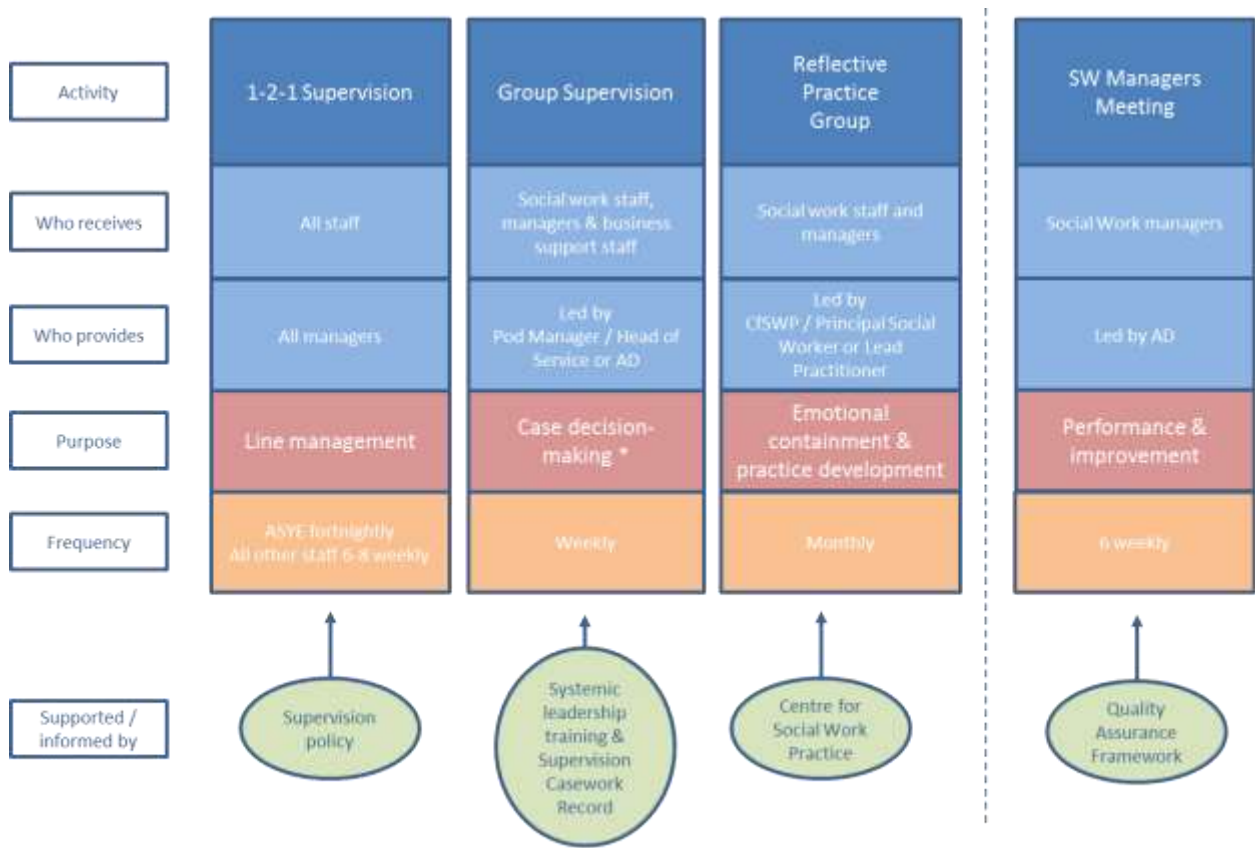 Activity
1-2-1 Supervision
Group Supervision
Reflective
Practice
Group
SW Managers
Meeting
Who receives
All staff
Social work staff,
managers & business
support staff
Social work staff and
managers
Social Work managers
Who provides
All managers
Led by
Pod Manager / Head of
Service or AD
Led by
CfSWP / Principal Social
Worker or Lead
Practitioner
Led by AD
Purpose
Line management
Case decision-
making *
Emotional
containment &
practice development
Performance &
improvement
Frequency
ASYE fortnightly
All other staff 6-8 weekly
Weekly
Monthly
6 weekly
Supported /
informed by
Supervision
policy
Systemic
leadership
training &
Supervision
Casework
Record
Centre for
Social Work
Practice
Quality
Assurance
Framework